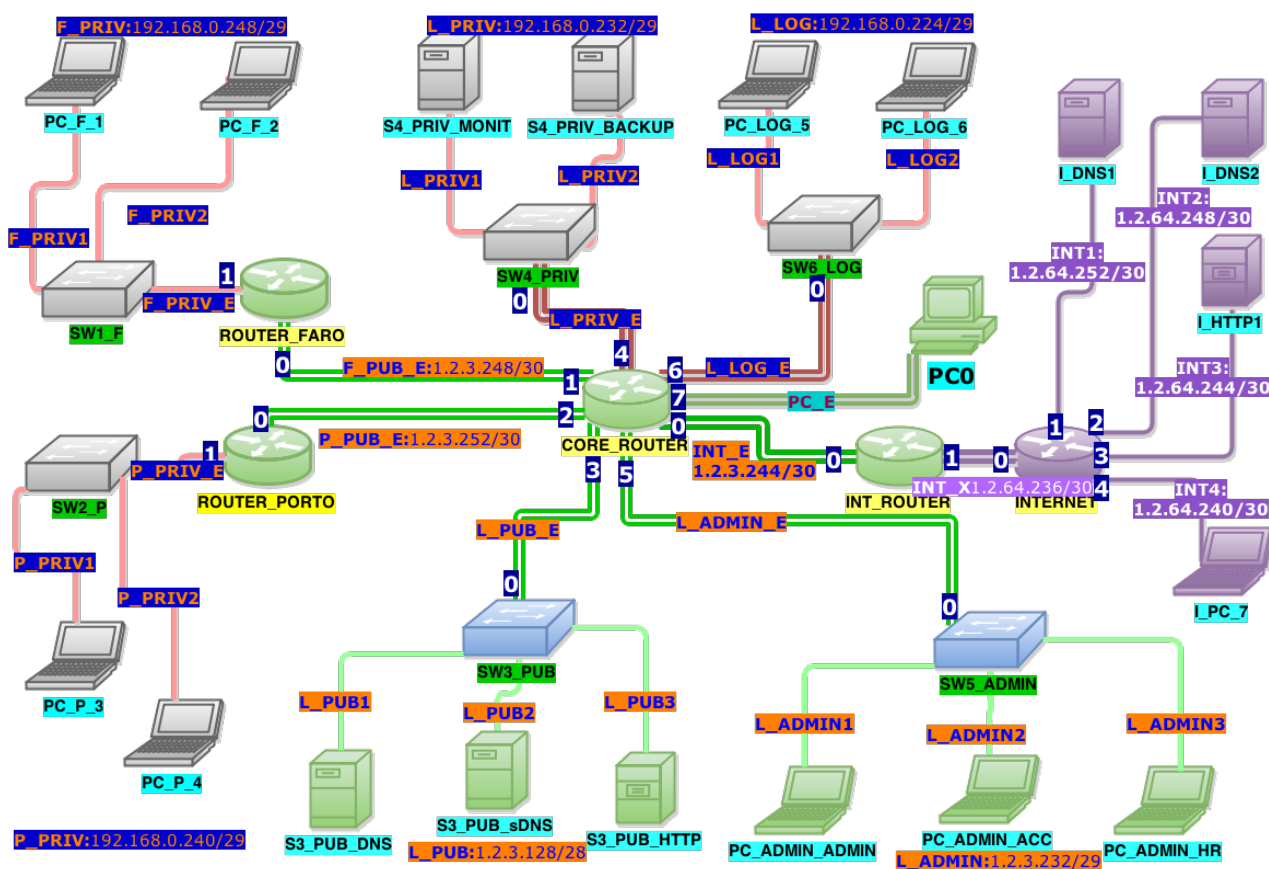 F_PRIV:192.168.0.248/29
L_PRIV:192.168.0.232/29
L_LOG:192.168.0.224/29
PC_F_1
PC_F_2
S4_PRIV_MONIT
S4_PRIV_BACKUP
PC_LOG_5
PC_LOG_6
I_DNS1
I_DNS2
L_PRIV1
L_PRIV2
L_LOG1
L_LOG2
INT2:
1.2.64.248/30
F_PRIV2
F_PRIV1
INT1:
1.2.64.252/30
SW4_PRIV
SW6_LOG
1
0
0
F_PRIV_E
SW1_F
ROUTER_FARO
L_PRIV_E
I_HTTP1
0
F_PUB_E:1.2.3.248/30
4
1
6
L_LOG_E
PC0
INT3:
1.2.64.244/30
7
PC_E
0
2
0
P_PUB_E:1.2.3.252/30
CORE_ROUTER
1
2
3
4
P_PRIV_E
1
ROUTER_PORTO
SW2_P
3
5
INT_E
1.2.3.244/30
0
1
0
INT_X1.2.64.236/30
INT_ROUTER
INTERNET
INT4:
1.2.64.240/30
L_PUB_E
L_ADMIN_E
P_PRIV1
P_PRIV2
0
0
I_PC_7
SW3_PUB
SW5_ADMIN
PC_P_3
PC_P_4
L_PUB1
L_PUB2
L_PUB3
L_ADMIN1
L_ADMIN2
L_ADMIN3
P_PRIV:192.168.0.240/29
S3_PUB_DNS
S3_PUB_sDNS
S3_PUB_HTTP
L_PUB:1.2.3.128/28
PC_ADMIN_ADMIN
PC_ADMIN_ACC
PC_ADMIN_HR
L_ADMIN:1.2.3.232/29